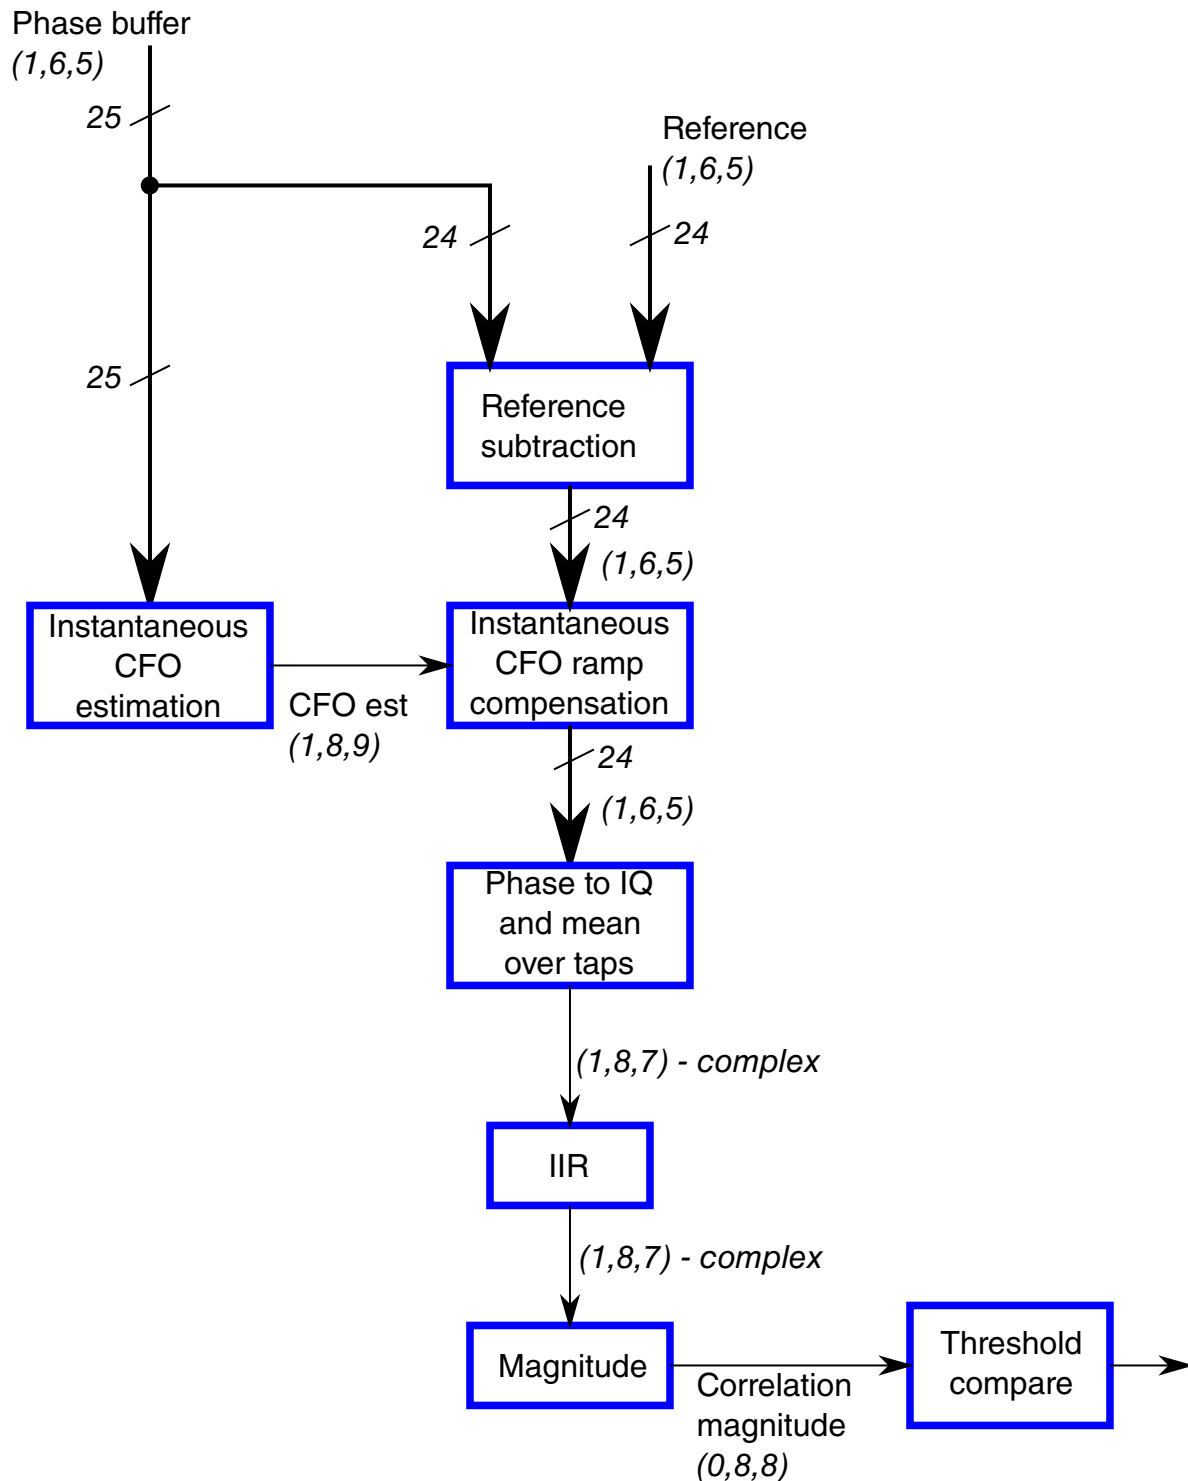 Phase buffer
(1,6,5)
25
Reference
(1,6,5)
24
24
25
Reference
subtraction
24
(1,6,5)
Instantaneous
CFO
estimation
CFO est
(1,8,9)
Instantaneous
CFO ramp
compensation
24
(1,6,5)
Phase to IQ
and mean
over taps
(1,8,7) - complex
IIR
(1,8,7) - complex
Magnitude
Correlation
magnitude
(0,8,8)
Threshold
compare